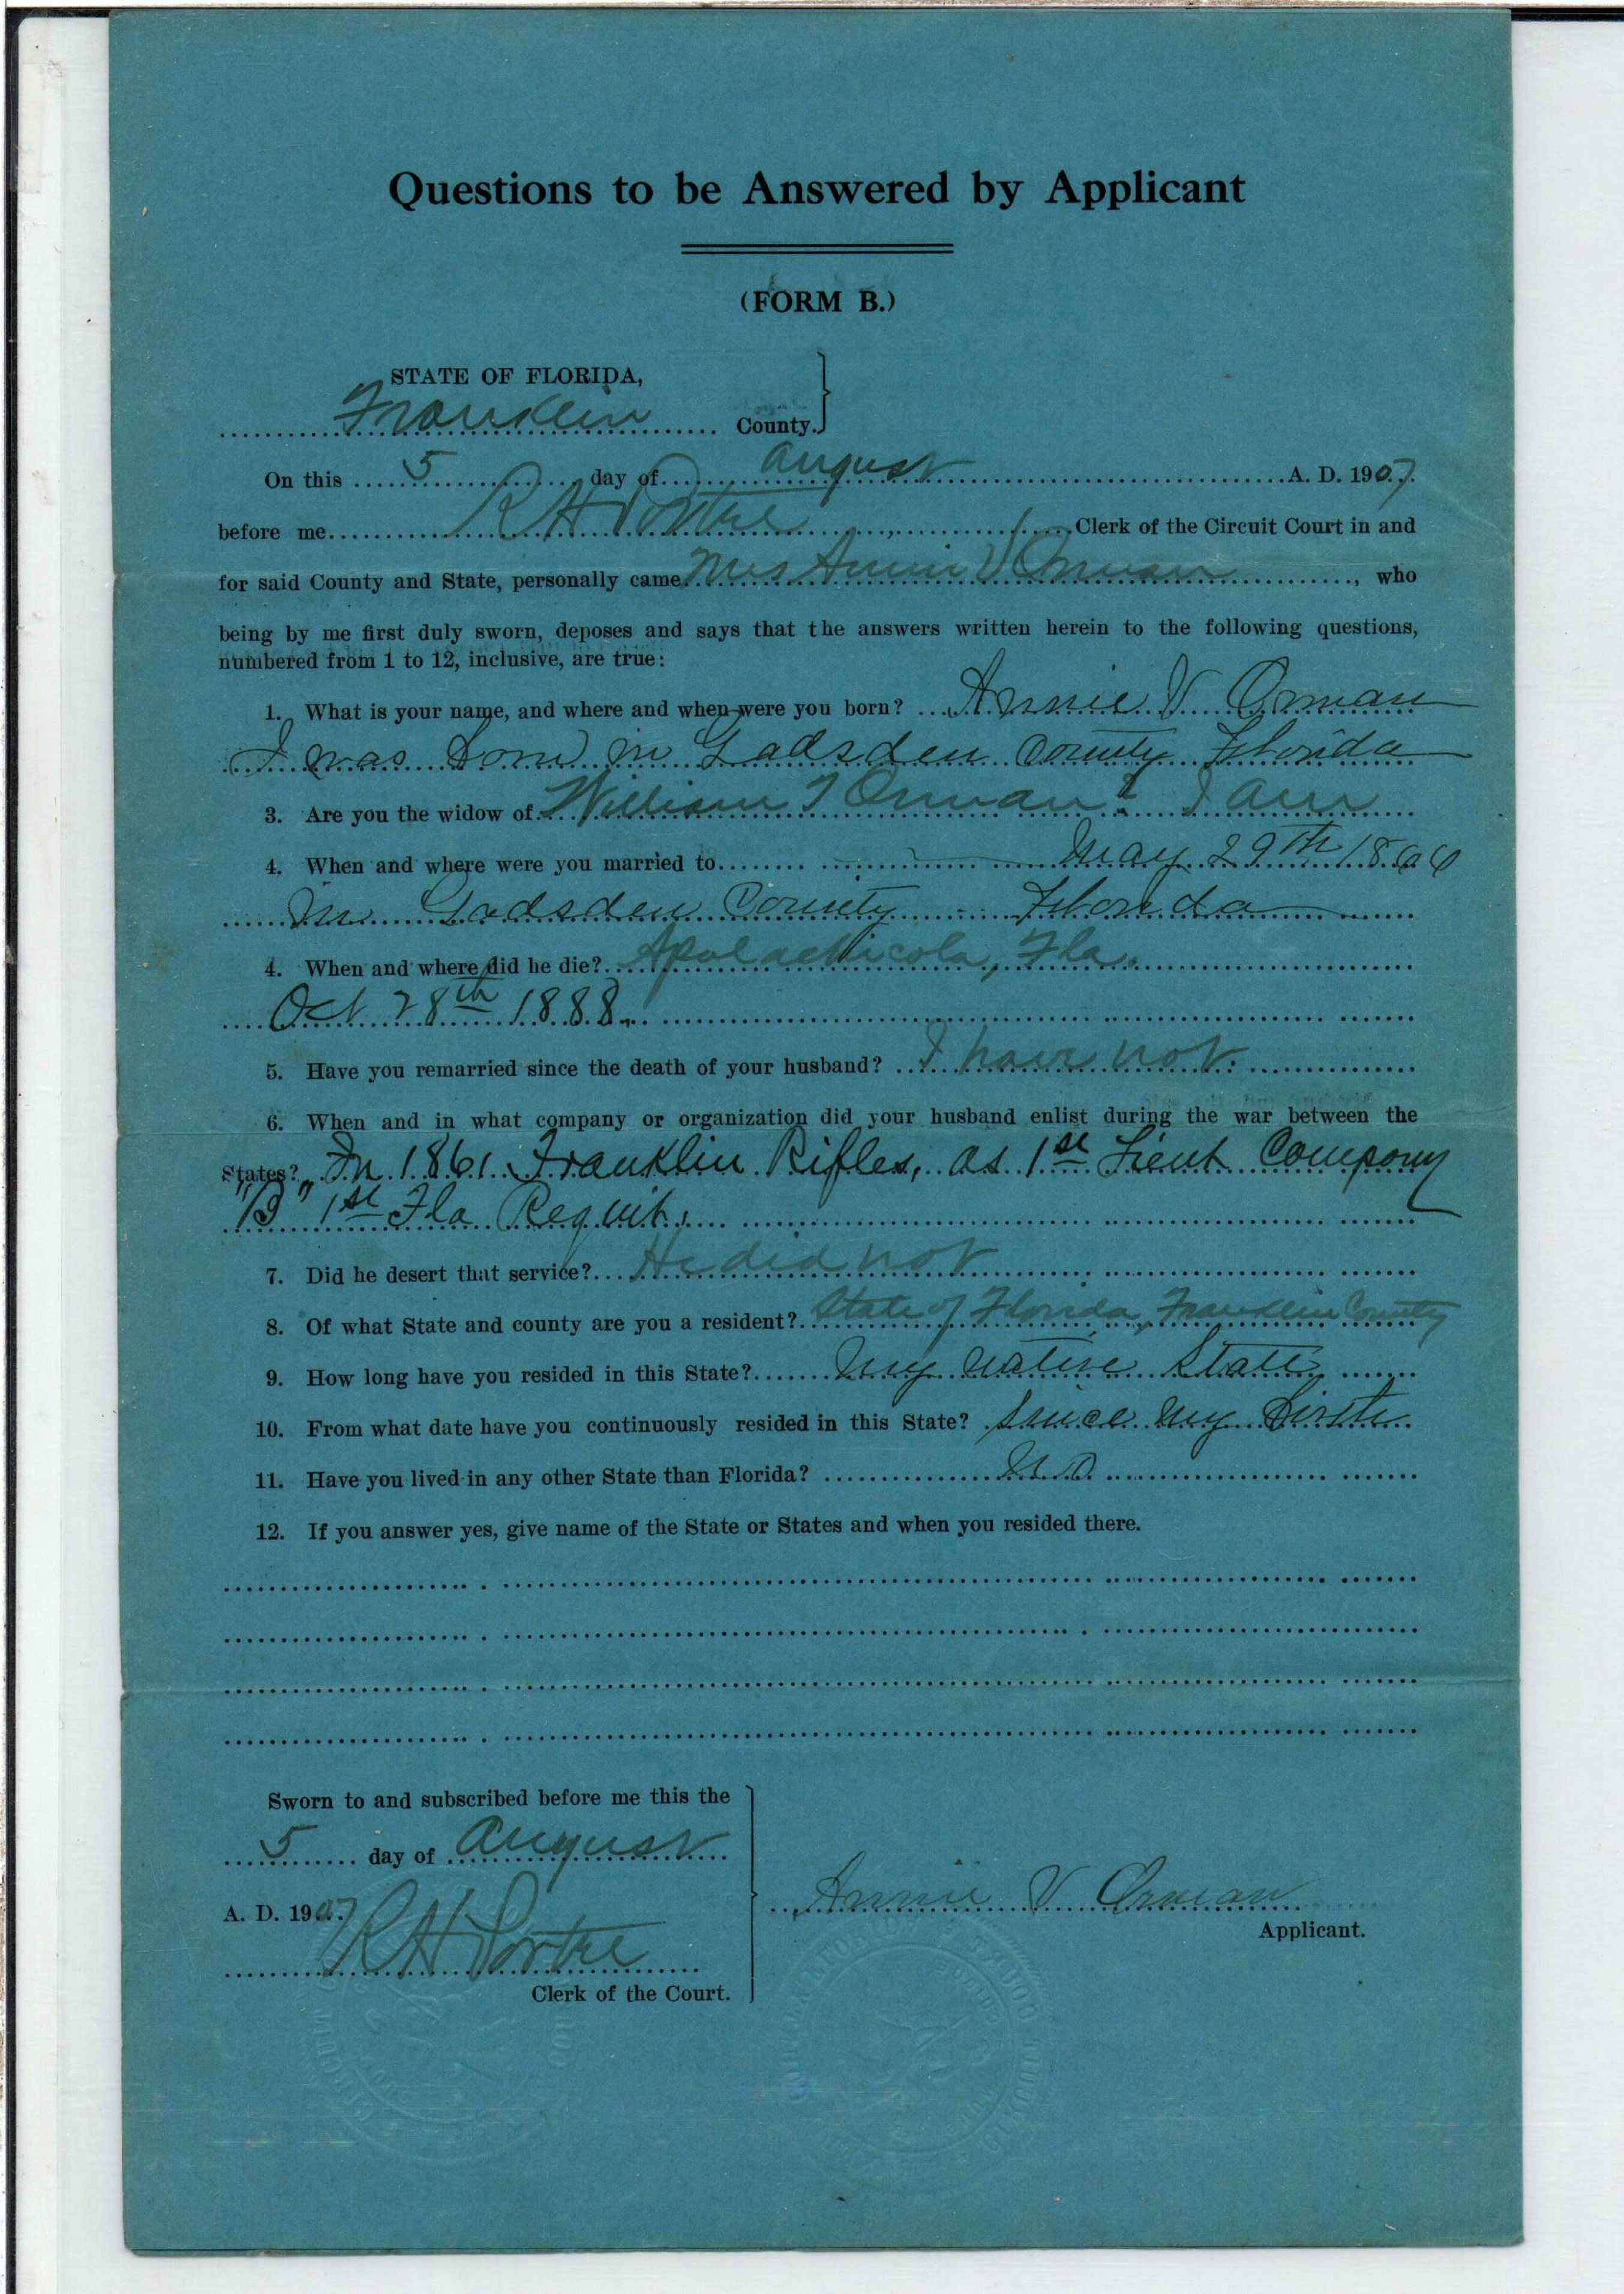 Questions to be Answered by Applicant
(FORM B.)
STATE OF FLORIDA,
Franklin County.
On this 5 day of August A. D. 1907.
before me R H Porter Clerk of the Circuit Court in and
for said County and State, personally came Mrs Annie V Orman, who
being by me first duly sworn, deposes and says that the answers written herein to the following questions,
numbered from 1 to 12, inclusive, are true:
1. What is your name, and where and when were you born? Annie V Orman
I was born in Gadsden County Florida
3. Are you the widow of William T Orman? I am
4. When and where were you married to May 29th 1866
In Gadsden County Florida
4. When and where did he die? Apalachicola, Fla.
Oct 28th 1888.
5. Have you remarried since the death of your husband? I have not.
6. When and in what company or organization did your husband enlist during the war between the
States? In 1861 Franklin Rifles, as 1st Lieut Company
"B" 1st Fla Regmt.
7. Did he desert that service? He did not
8. Of what State and county are you a resident? State of Florida, Franklin County
9. How long have you resided in this State? My native State
10. From what date have you continuously resided in this State? Since my birth
11. Have you lived in any other State than Florida? No
12. If you answer yes, give name of the State or States and when you resided there.
Sworn to and subscribed before me this the
5 day of August
A. D. 1907
R H Porter
Clerk of the Court.
Annie V Orman
Applicant.